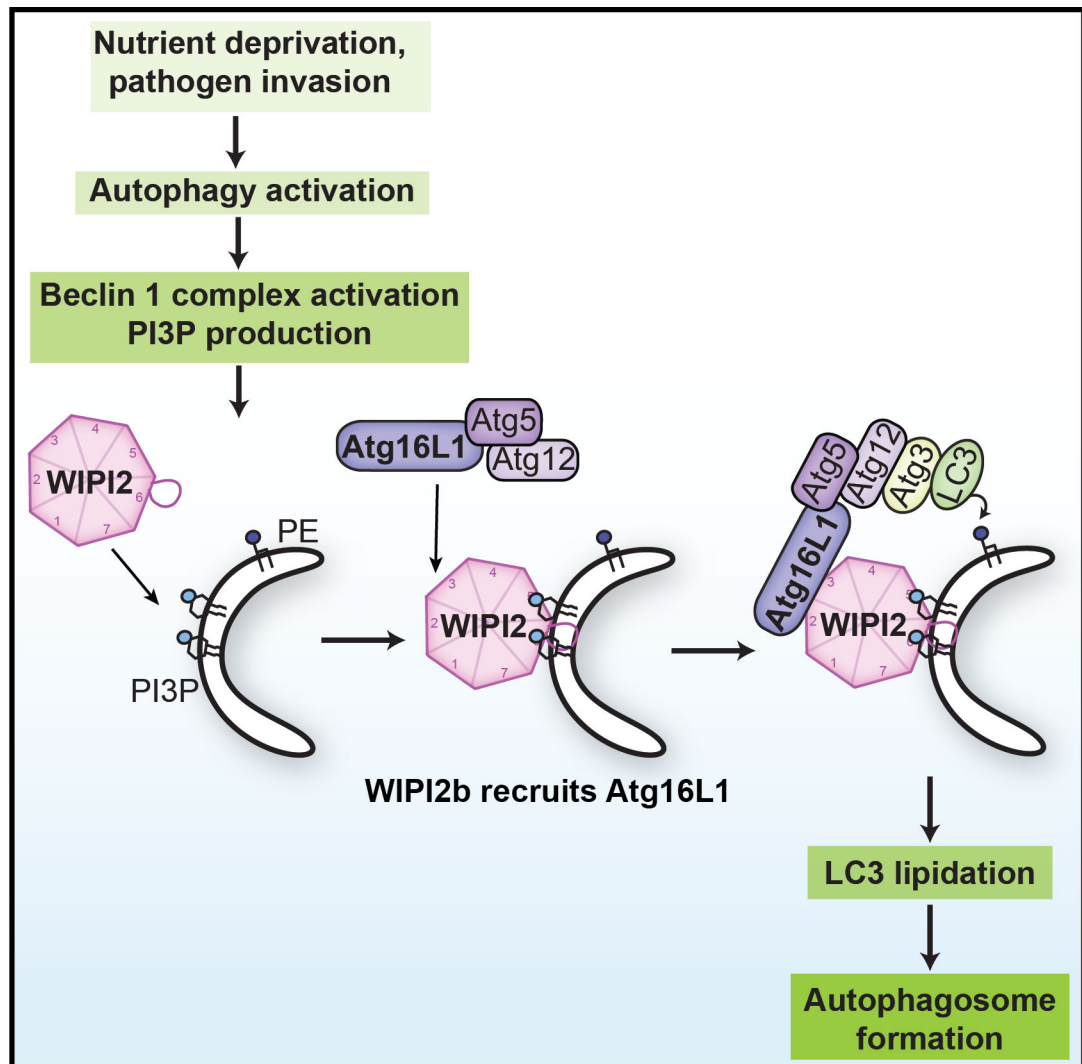 Nutrient deprivation,
pathogen invasion
Autophagy activation
Beclin 1 complex activation
PI3P production
1
2
3
4
5
6
7
WIPI2
PE
PI3P
Atg16L1
Atg5
Atg12
1
2
3
4
5
7
WIPI2
WIPI2b recruits Atg16L1
Atg16L1
Atg5
Atg12
Atg3
LC3
1
2
3
4
5
6
7
WIPI2
LC3 lipidation
Autophagosome
formation